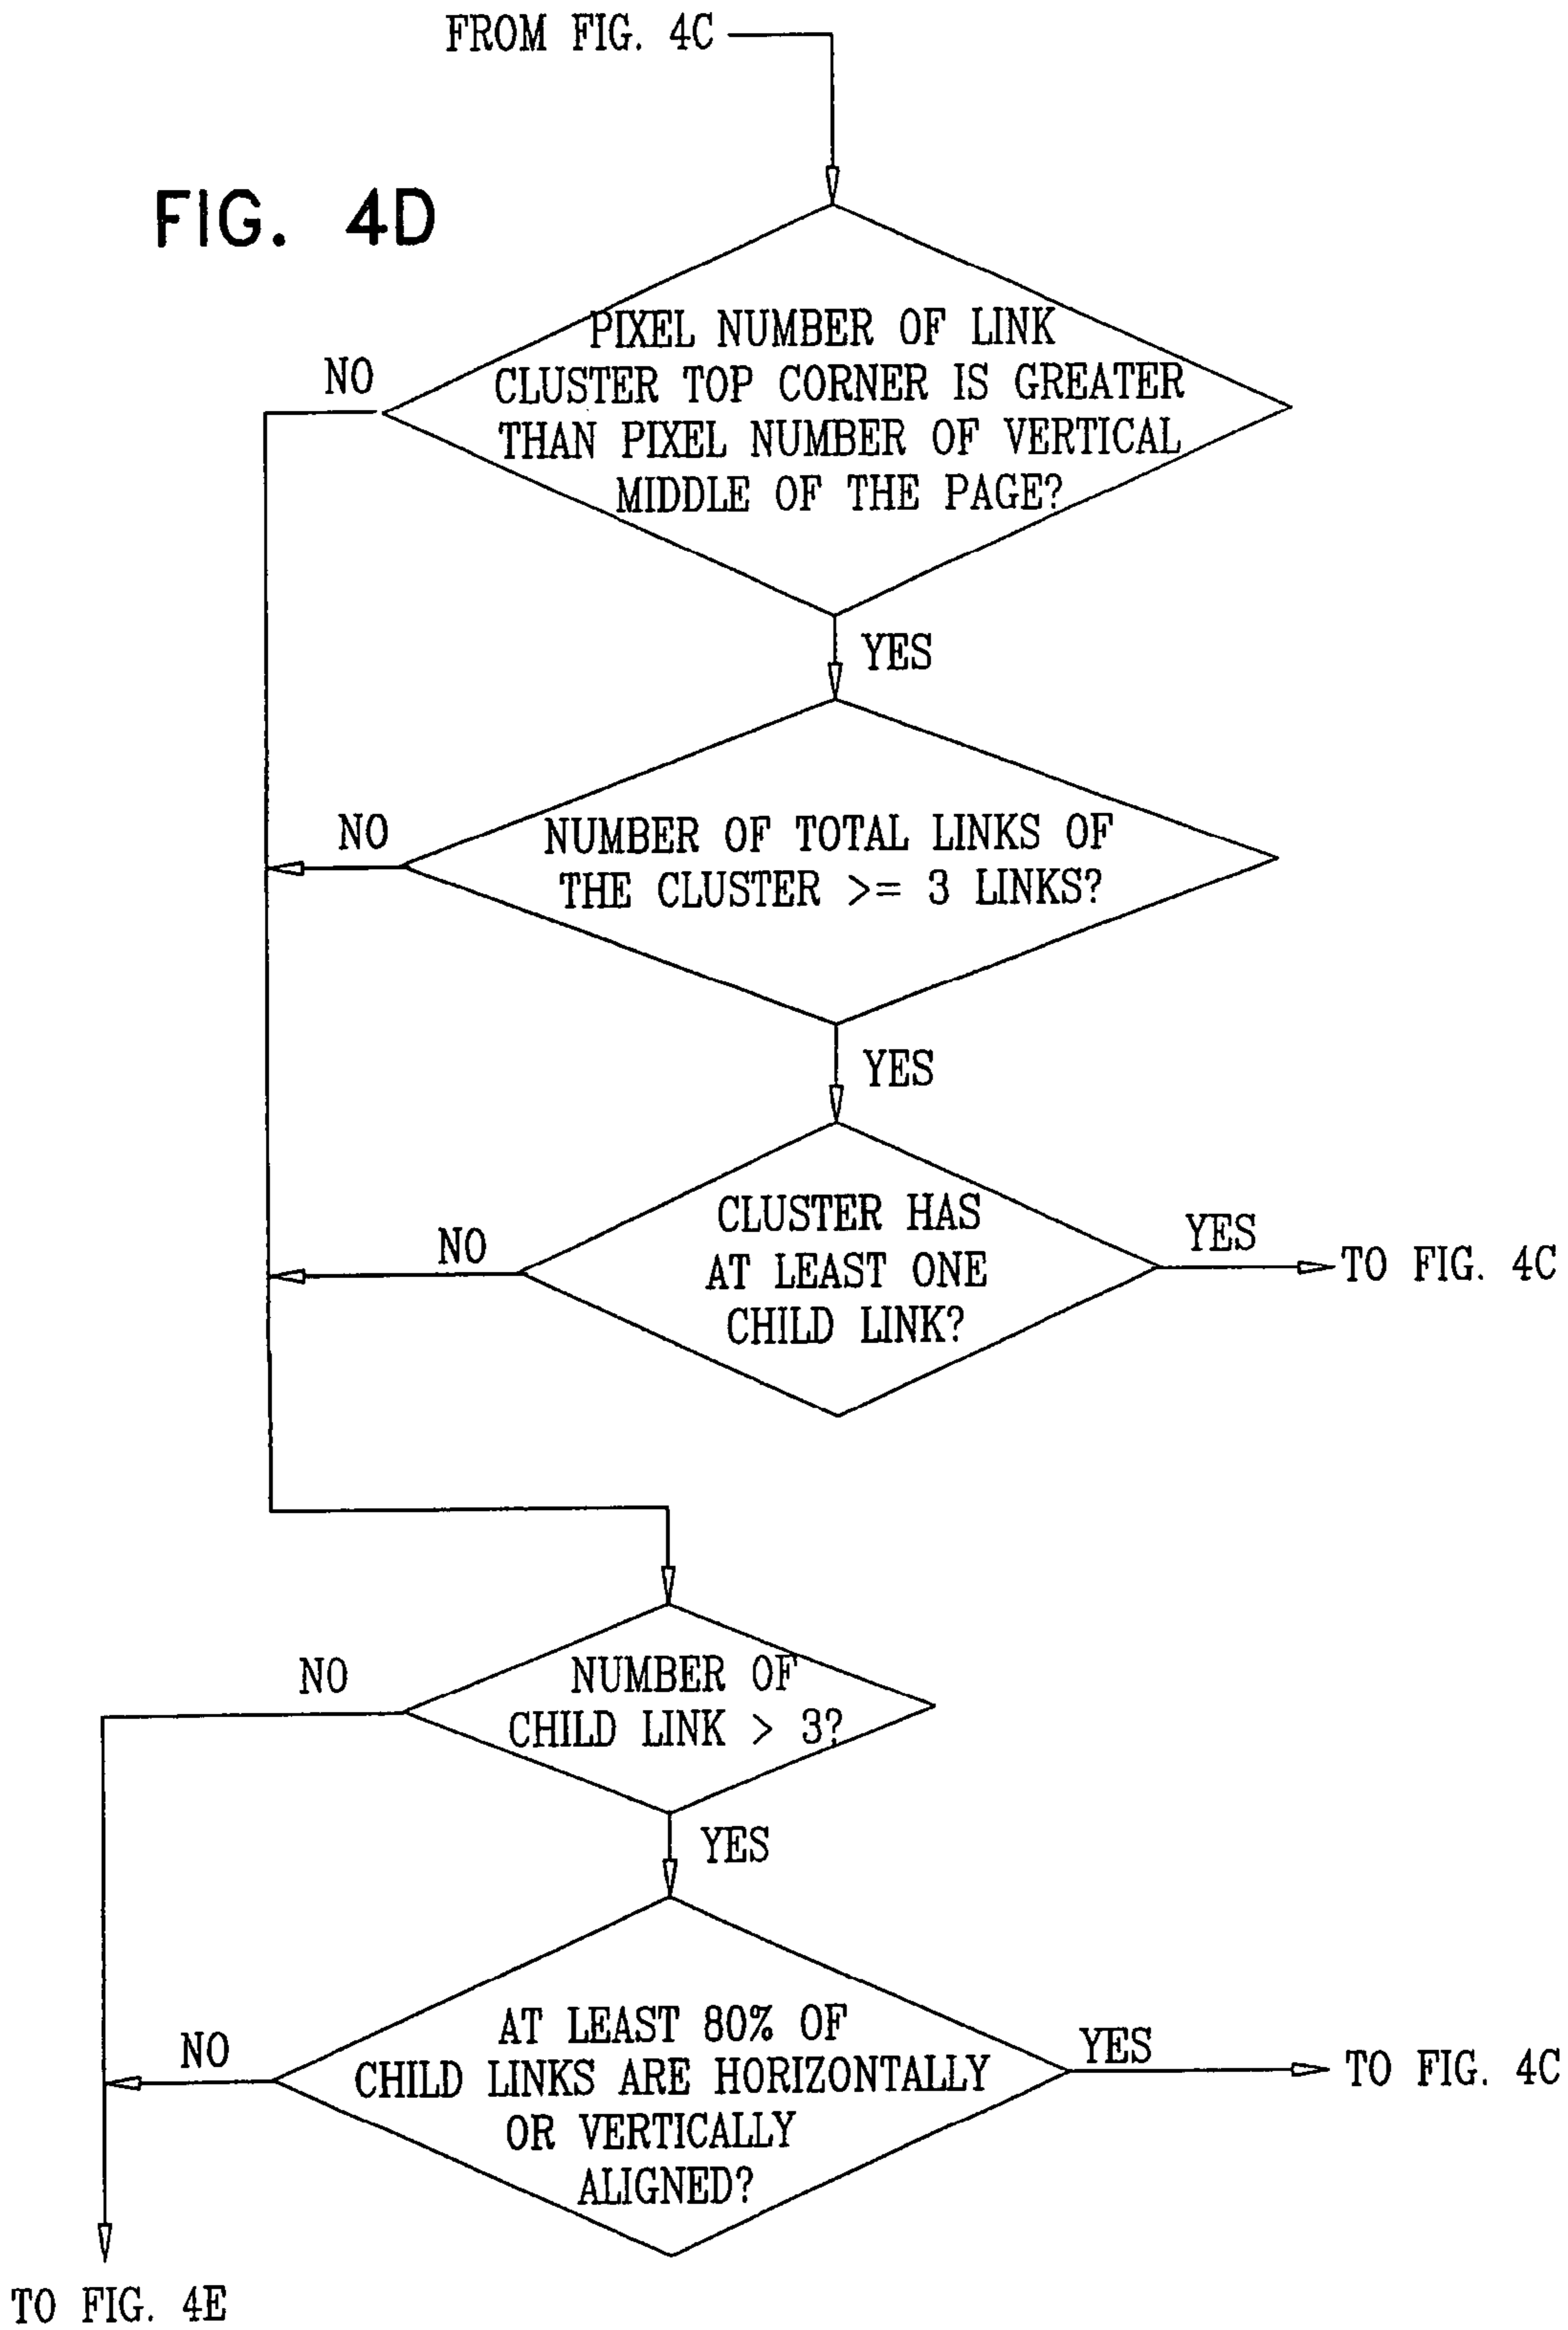 FROM FIG. 4C
FIG. 4D
PIXEL NUMBER OF LINK
CLUSTER TOP CORNER IS GREATER
THAN PIXEL NUMBER OF VERTICAL
MIDDLE OF THE PAGE?
NO
YES
NUMBER OF TOTAL LINKS OF
THE CLUSTER >= 3 LINKS?
NO
YES
CLUSTER HAS
AT LEAST ONE
CHILD LINK?
NO
YES
TO FIG. 4C
NUMBER OF
CHILD LINK > 3?
NO
YES
AT LEAST 80% OF
CHILD LINKS ARE HORIZONTALLY
OR VERTICALLY
ALIGNED?
NO
YES
TO FIG. 4C
TO FIG. 4E